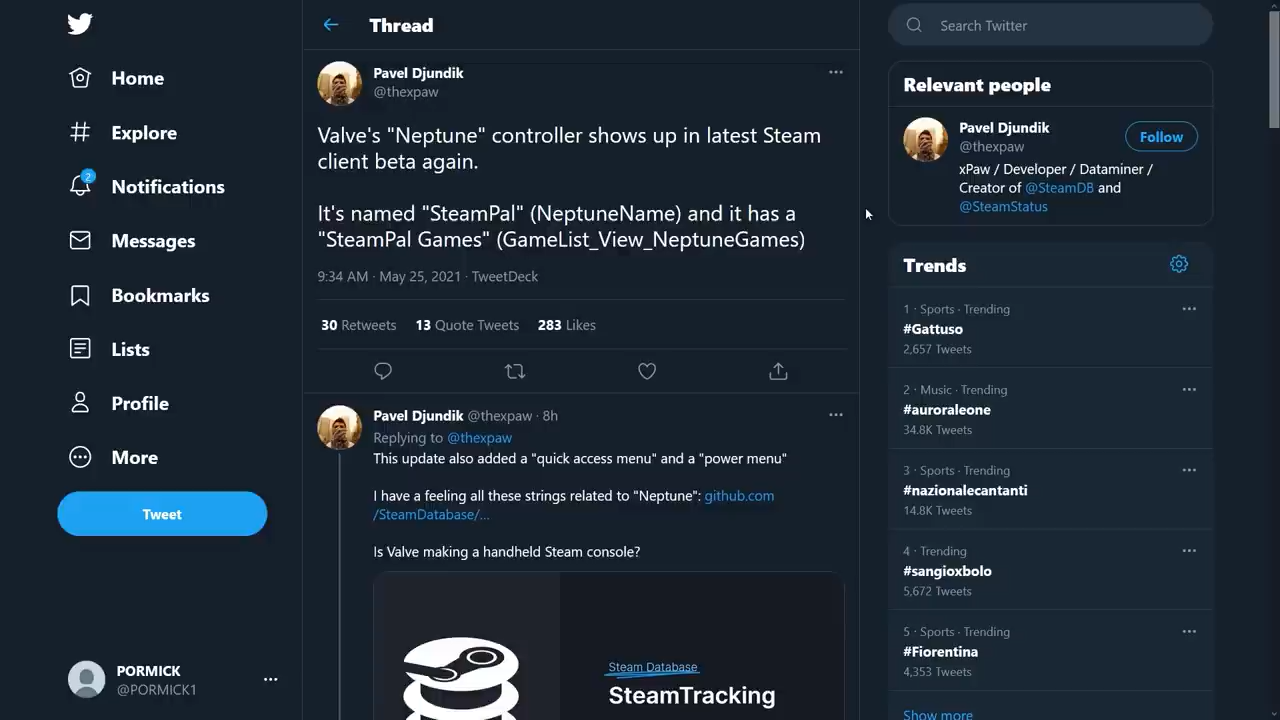 Home
Explore
2
Notifications
Messages
Bookmarks
Lists
Profile
More
Tweet
PORMICK
@PORMICK1
Thread
Pavel Djundik
@thexpaw
Valve's "Neptune" controller shows up in latest Steam
client beta again.
It's named "SteamPal" (NeptuneName) and it has a
"SteamPal Games" (GameList_View_NeptuneGames)
9:34 AM · May 25, 2021 · TweetDeck
30 Retweets 13 Quote Tweets 283 Likes
Pavel Djundik @thexpaw · 8h
Replying to @thexpaw
This update also added a "quick access menu" and a "power menu"
I have a feeling all these strings related to "Neptune": github.com
/SteamDatabase/...
Is Valve making a handheld Steam console?
Steam Database
SteamTracking
Search Twitter
Relevant people
Pavel Djundik
@thexpaw
Follow
xPaw / Developer / Dataminer /
Creator of @SteamDB and
@SteamStatus
Trends
1 · Sports · Trending
#Gattuso
2,657 Tweets
2 · Music · Trending
#auroraleone
34.8K Tweets
3 · Sports · Trending
#nazionalecantanti
14.8K Tweets
4 · Trending
#sangioxbolo
5,672 Tweets
5 · Sports · Trending
#Fiorentina
4,353 Tweets
Show more